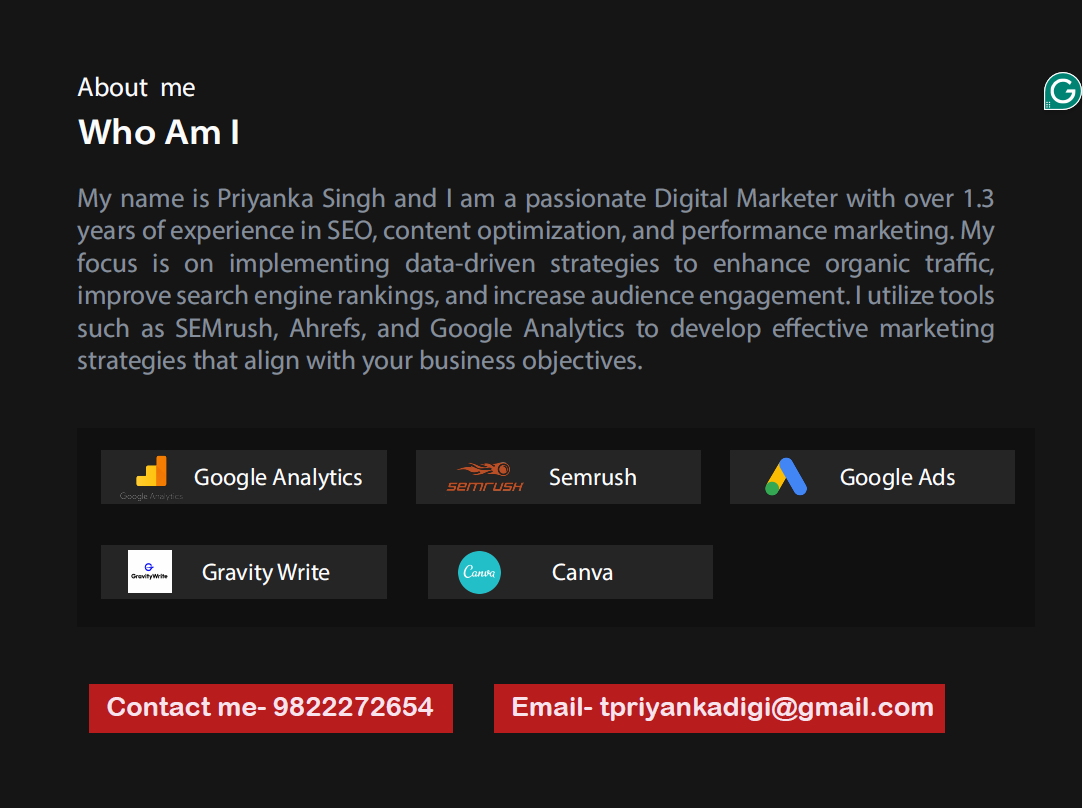 About me
Who Am I
My name is Priyanka Singh and I am a passionate Digital Marketer with over 1.3
years of experience in SEO, content optimization, and performance marketing. My
focus is on implementing data-driven strategies to enhance organic traffic,
improve search engine rankings, and increase audience engagement. I utilize tools
such as SEMrush, Ahrefs, and Google Analytics to develop effective marketing
strategies that align with your business objectives.
Google Analytics
Google Analytics
semrush
Semrush
Google Ads
GravityWrite
Gravity Write
Canva
Canva
Contact me- 9822272654
Email- tpriyankadigi@gmail.com